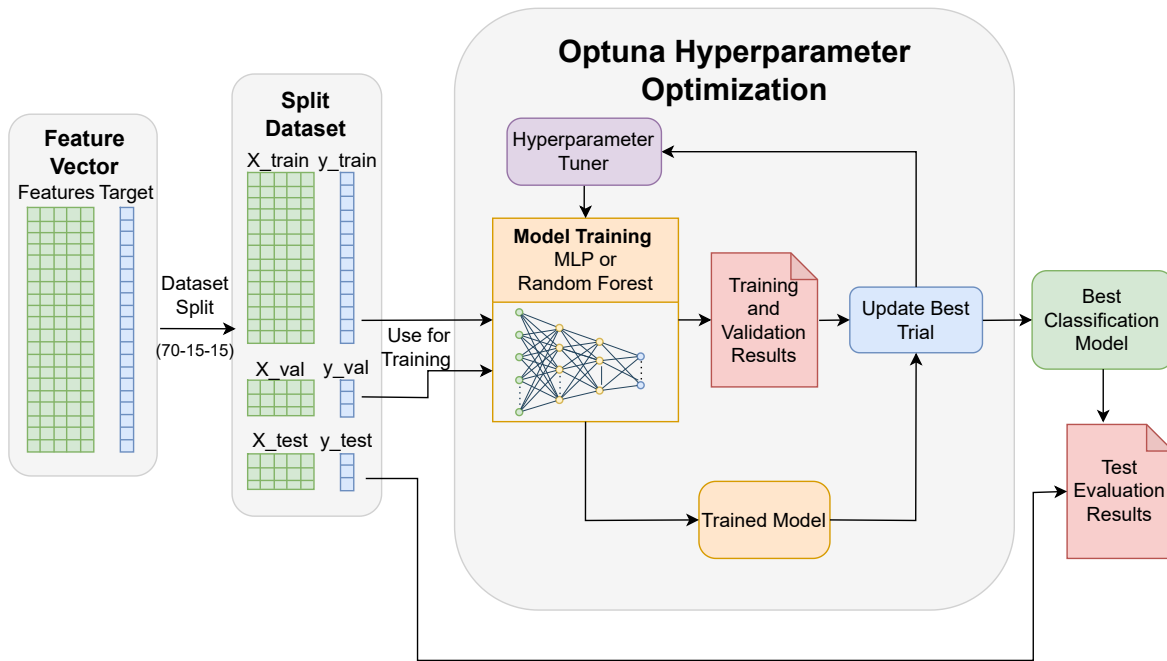 Feature
Vector
Features Target
Dataset
Split
(70-15-15)
Split
Dataset
X_train y_train
X_val y_val
X_test y_test
Use for
Training
Optuna Hyperparameter
Optimization
Hyperparameter
Tuner
Model Training
MLP or
Random Forest
Training
and
Validation
Results
Update Best
Trial
Trained Model
Best
Classification
Model
Test
Evaluation
Results